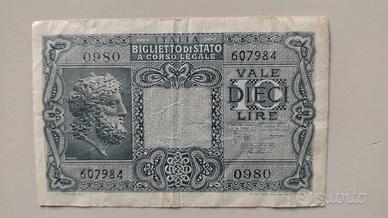 ITALIA
BIGLIETTO DI STATO
A CORSO LEGALE
0980
607984
VALE
DIECI
LIRE
607984
0980
subito